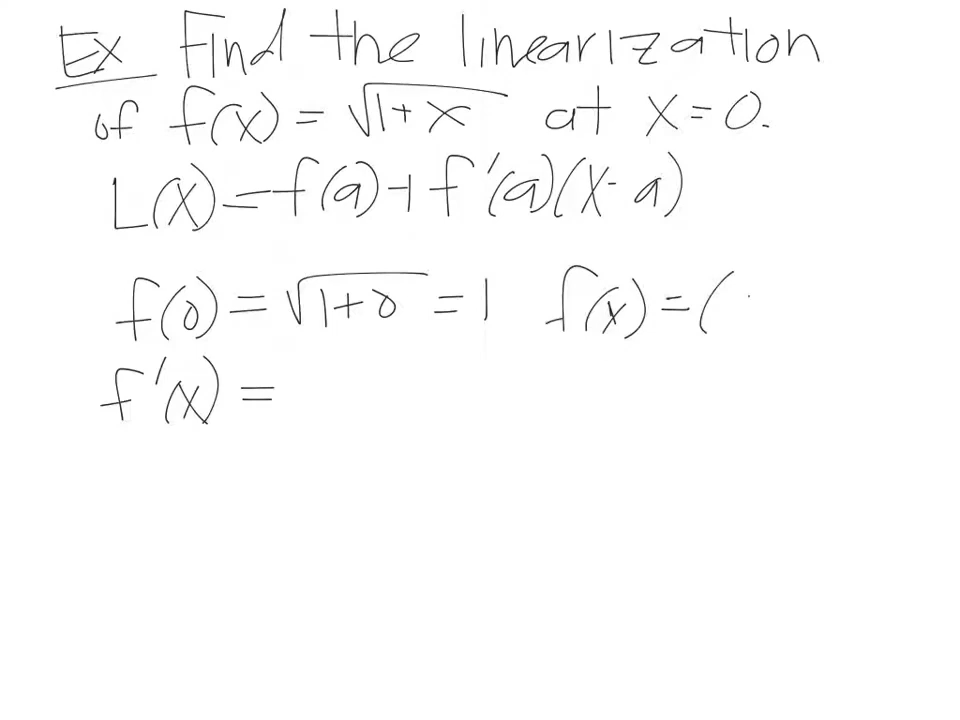 Ex Find the linearization
of f(x) = √1+x at x=0.
L(x) = f(a) + f'(a)(x-a)
f(0) = √1+0 = 1 f(x) = (
f'(x) =